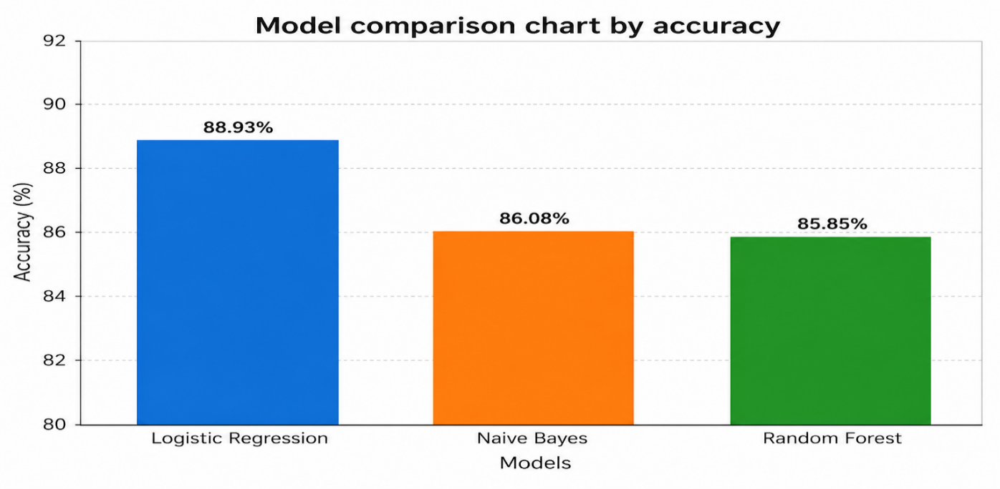 Model comparison chart by accuracy
92
90
88.93%
88
86.08%
85.85%
86
84
82
80
Accuracy (%)
Logistic Regression
Naive Bayes
Random Forest
Models